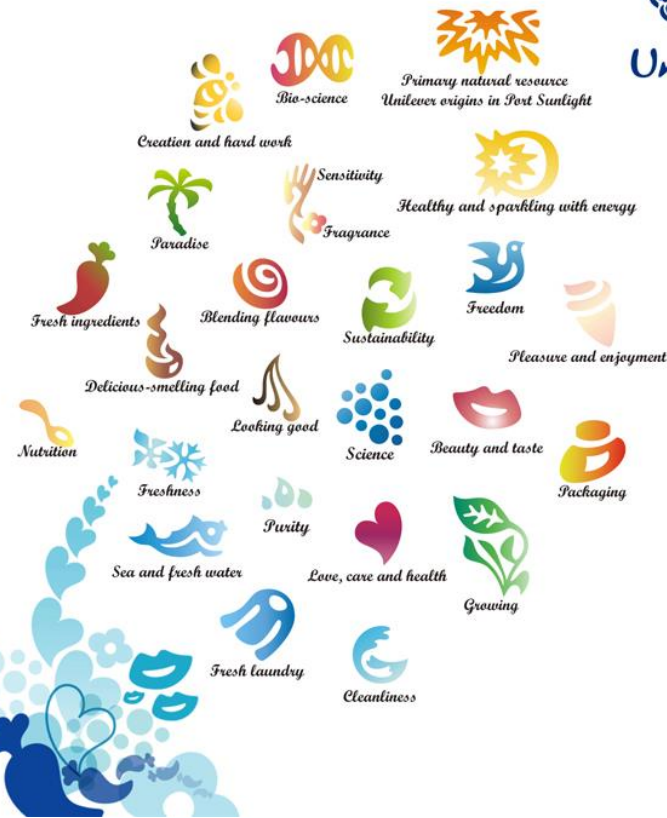 Un
Primary natural resource
Unilever origins in Port Sunlight
Bio-science
Creation and hard work
Sensitivity
Healthy and sparkling with energy
Fragrance
Paradise
Freedom
Fresh ingredients
Blending flavours
Sustainability
Pleasure and enjoyment
Delicious-smelling food
Looking good
Science
Beauty and taste
Nutrition
Freshness
Packaging
Purity
Sea and fresh water
Love, care and health
Growing
Fresh laundry
Cleanliness